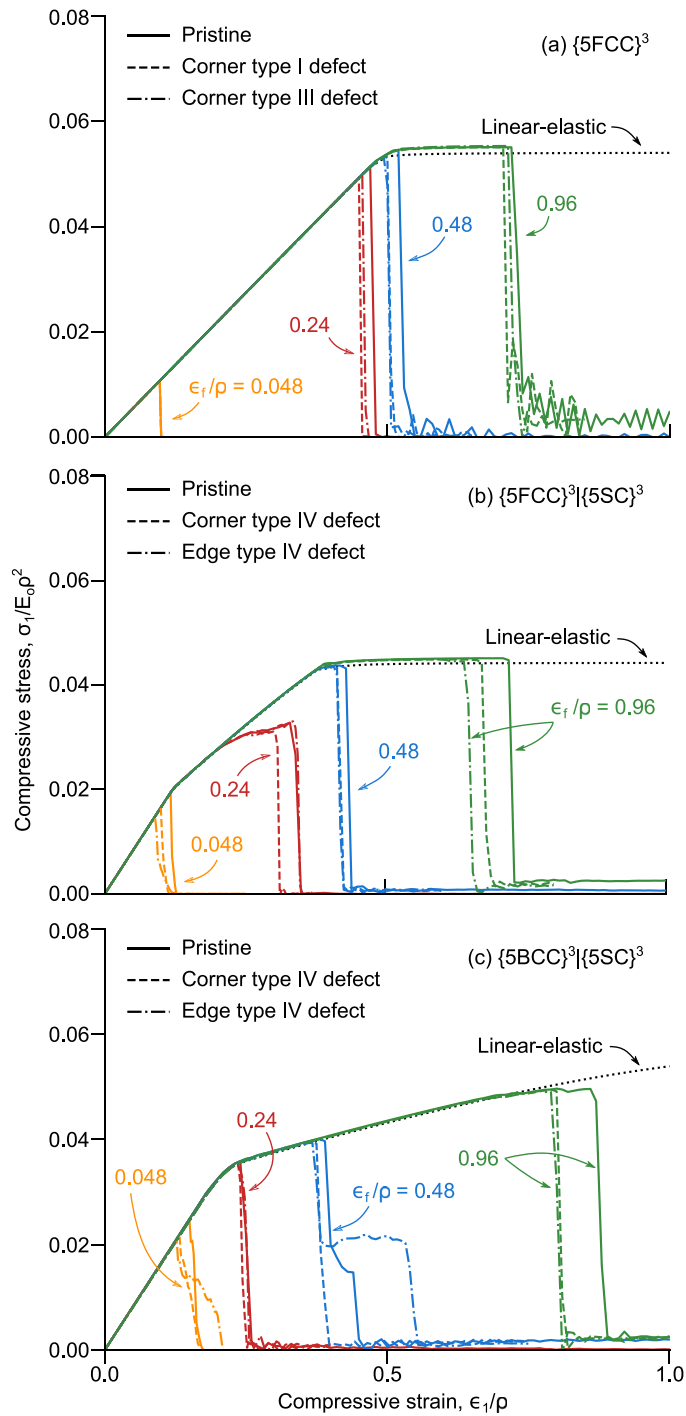 Pristine
(a) {5FCC}³
Corner type I defect
Corner type III defect
0.08
Linear-elastic
0.06
0.96
0.48
0.04
0.24
0.02
ϵf/ρ = 0.048
0.00
0.08
Pristine
(b) {5FCC}³|{5SC}³
Corner type IV defect
Edge type IV defect
0.06
Linear-elastic
0.04
ϵf/ρ = 0.96
0.24
0.48
0.02
0.048
0.00
Compressive stress, σ₁/Eₒρ²
0.08
Pristine
(c) {5BCC}³|{5SC}³
Corner type IV defect
Edge type IV defect
0.06
Linear-elastic
0.24
0.04
0.96
0.048
ϵf/ρ = 0.48
0.02
0.00
0.0
0.5
1.0
Compressive strain, ϵ₁/ρ